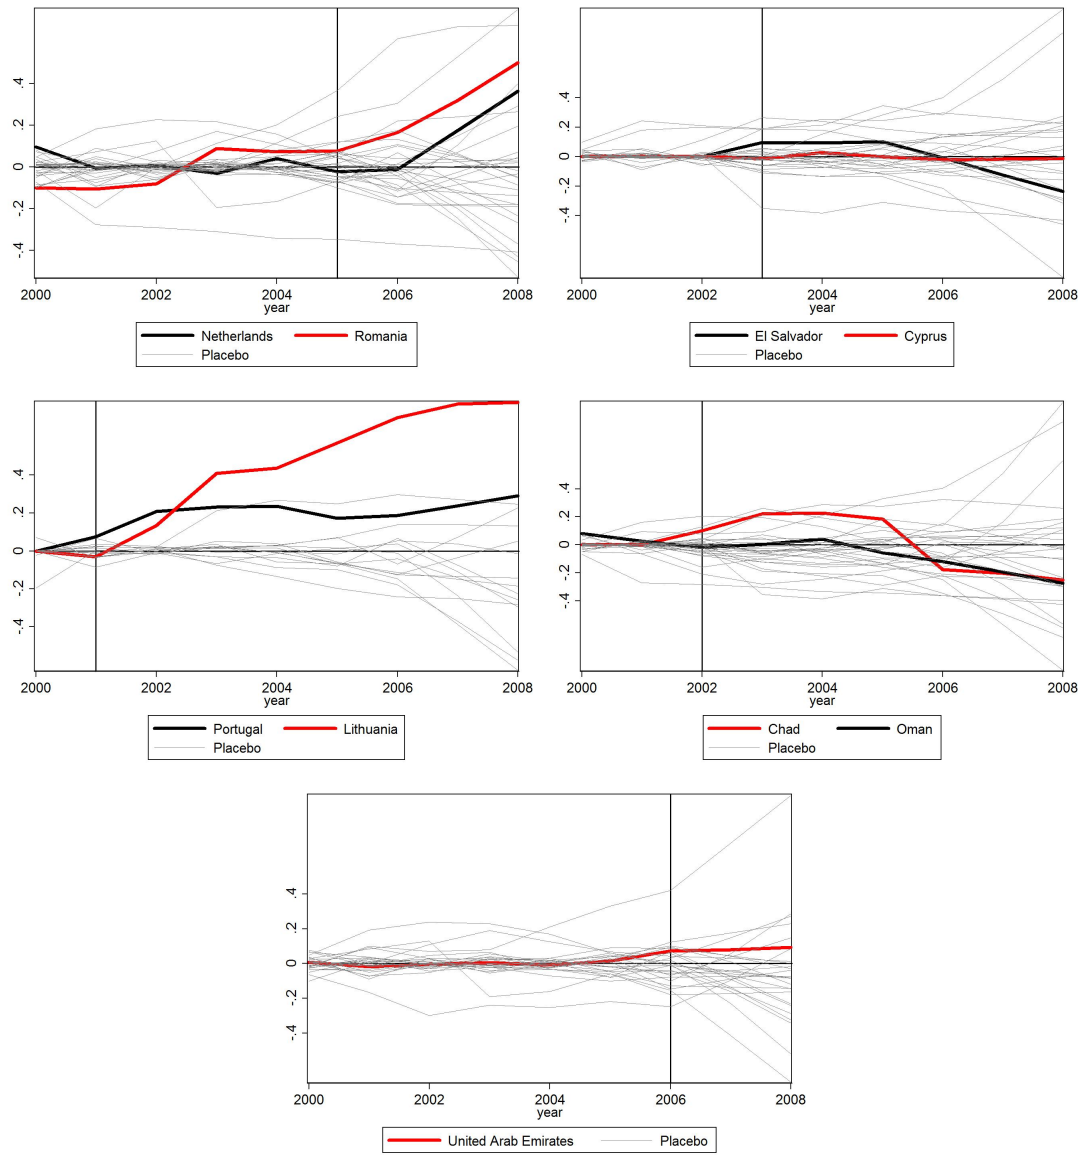 .4
.2
0
-.2
-.4
2000 2002 2004 2006 2008
year
Netherlands Romania
Placebo
.4
.2
0
-.2
-.4
2000 2002 2004 2006 2008
year
El Salvador Cyprus
Placebo
.4
.2
0
-.2
-.4
2000 2002 2004 2006 2008
year
Portugal Lithuania
Placebo
.4
.2
0
-.2
-.4
2000 2002 2004 2006 2008
year
Chad Oman
Placebo
.4
.2
0
-.2
-.4
2000 2002 2004 2006 2008
year
United Arab Emirates Placebo